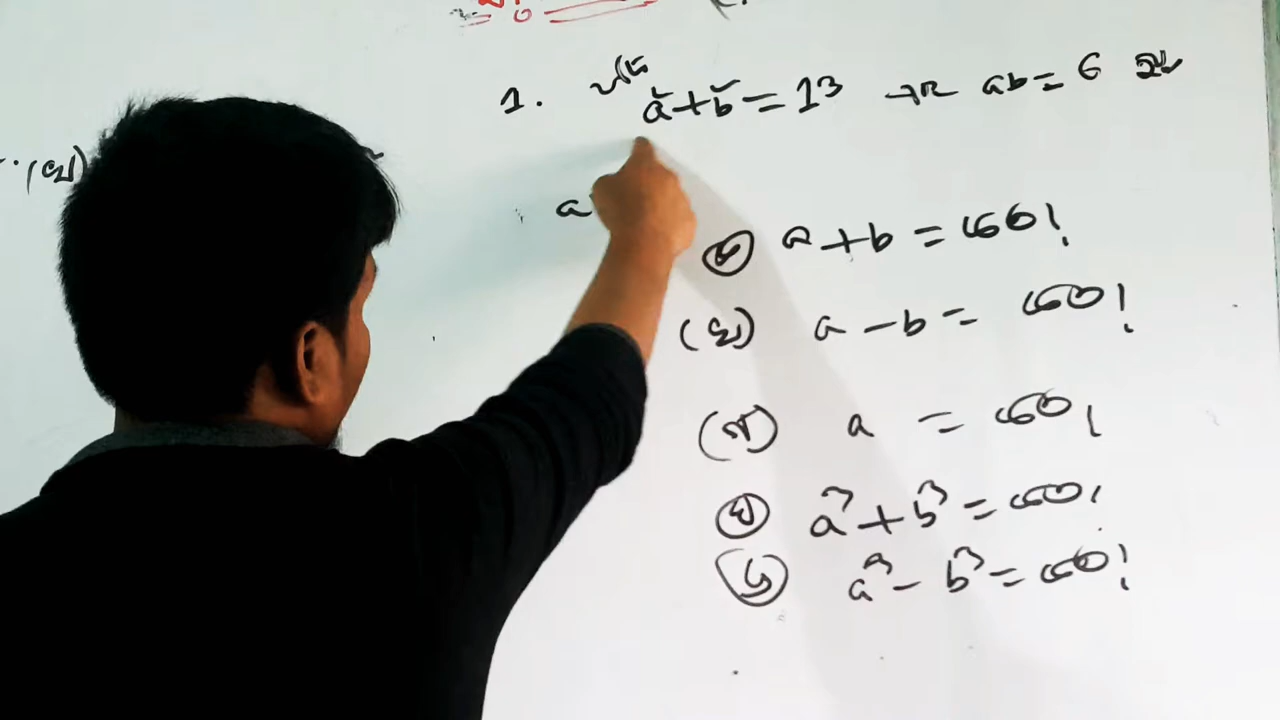 1. যদি a²+b²=13 এবং ab=6 হয়
(খ)
a
(ক) a+b=কত!
(খ) a-b=কত!
(গ) a=কত!
(ঘ) a³+b³=কত!
(ঙ) a³-b³=কত!